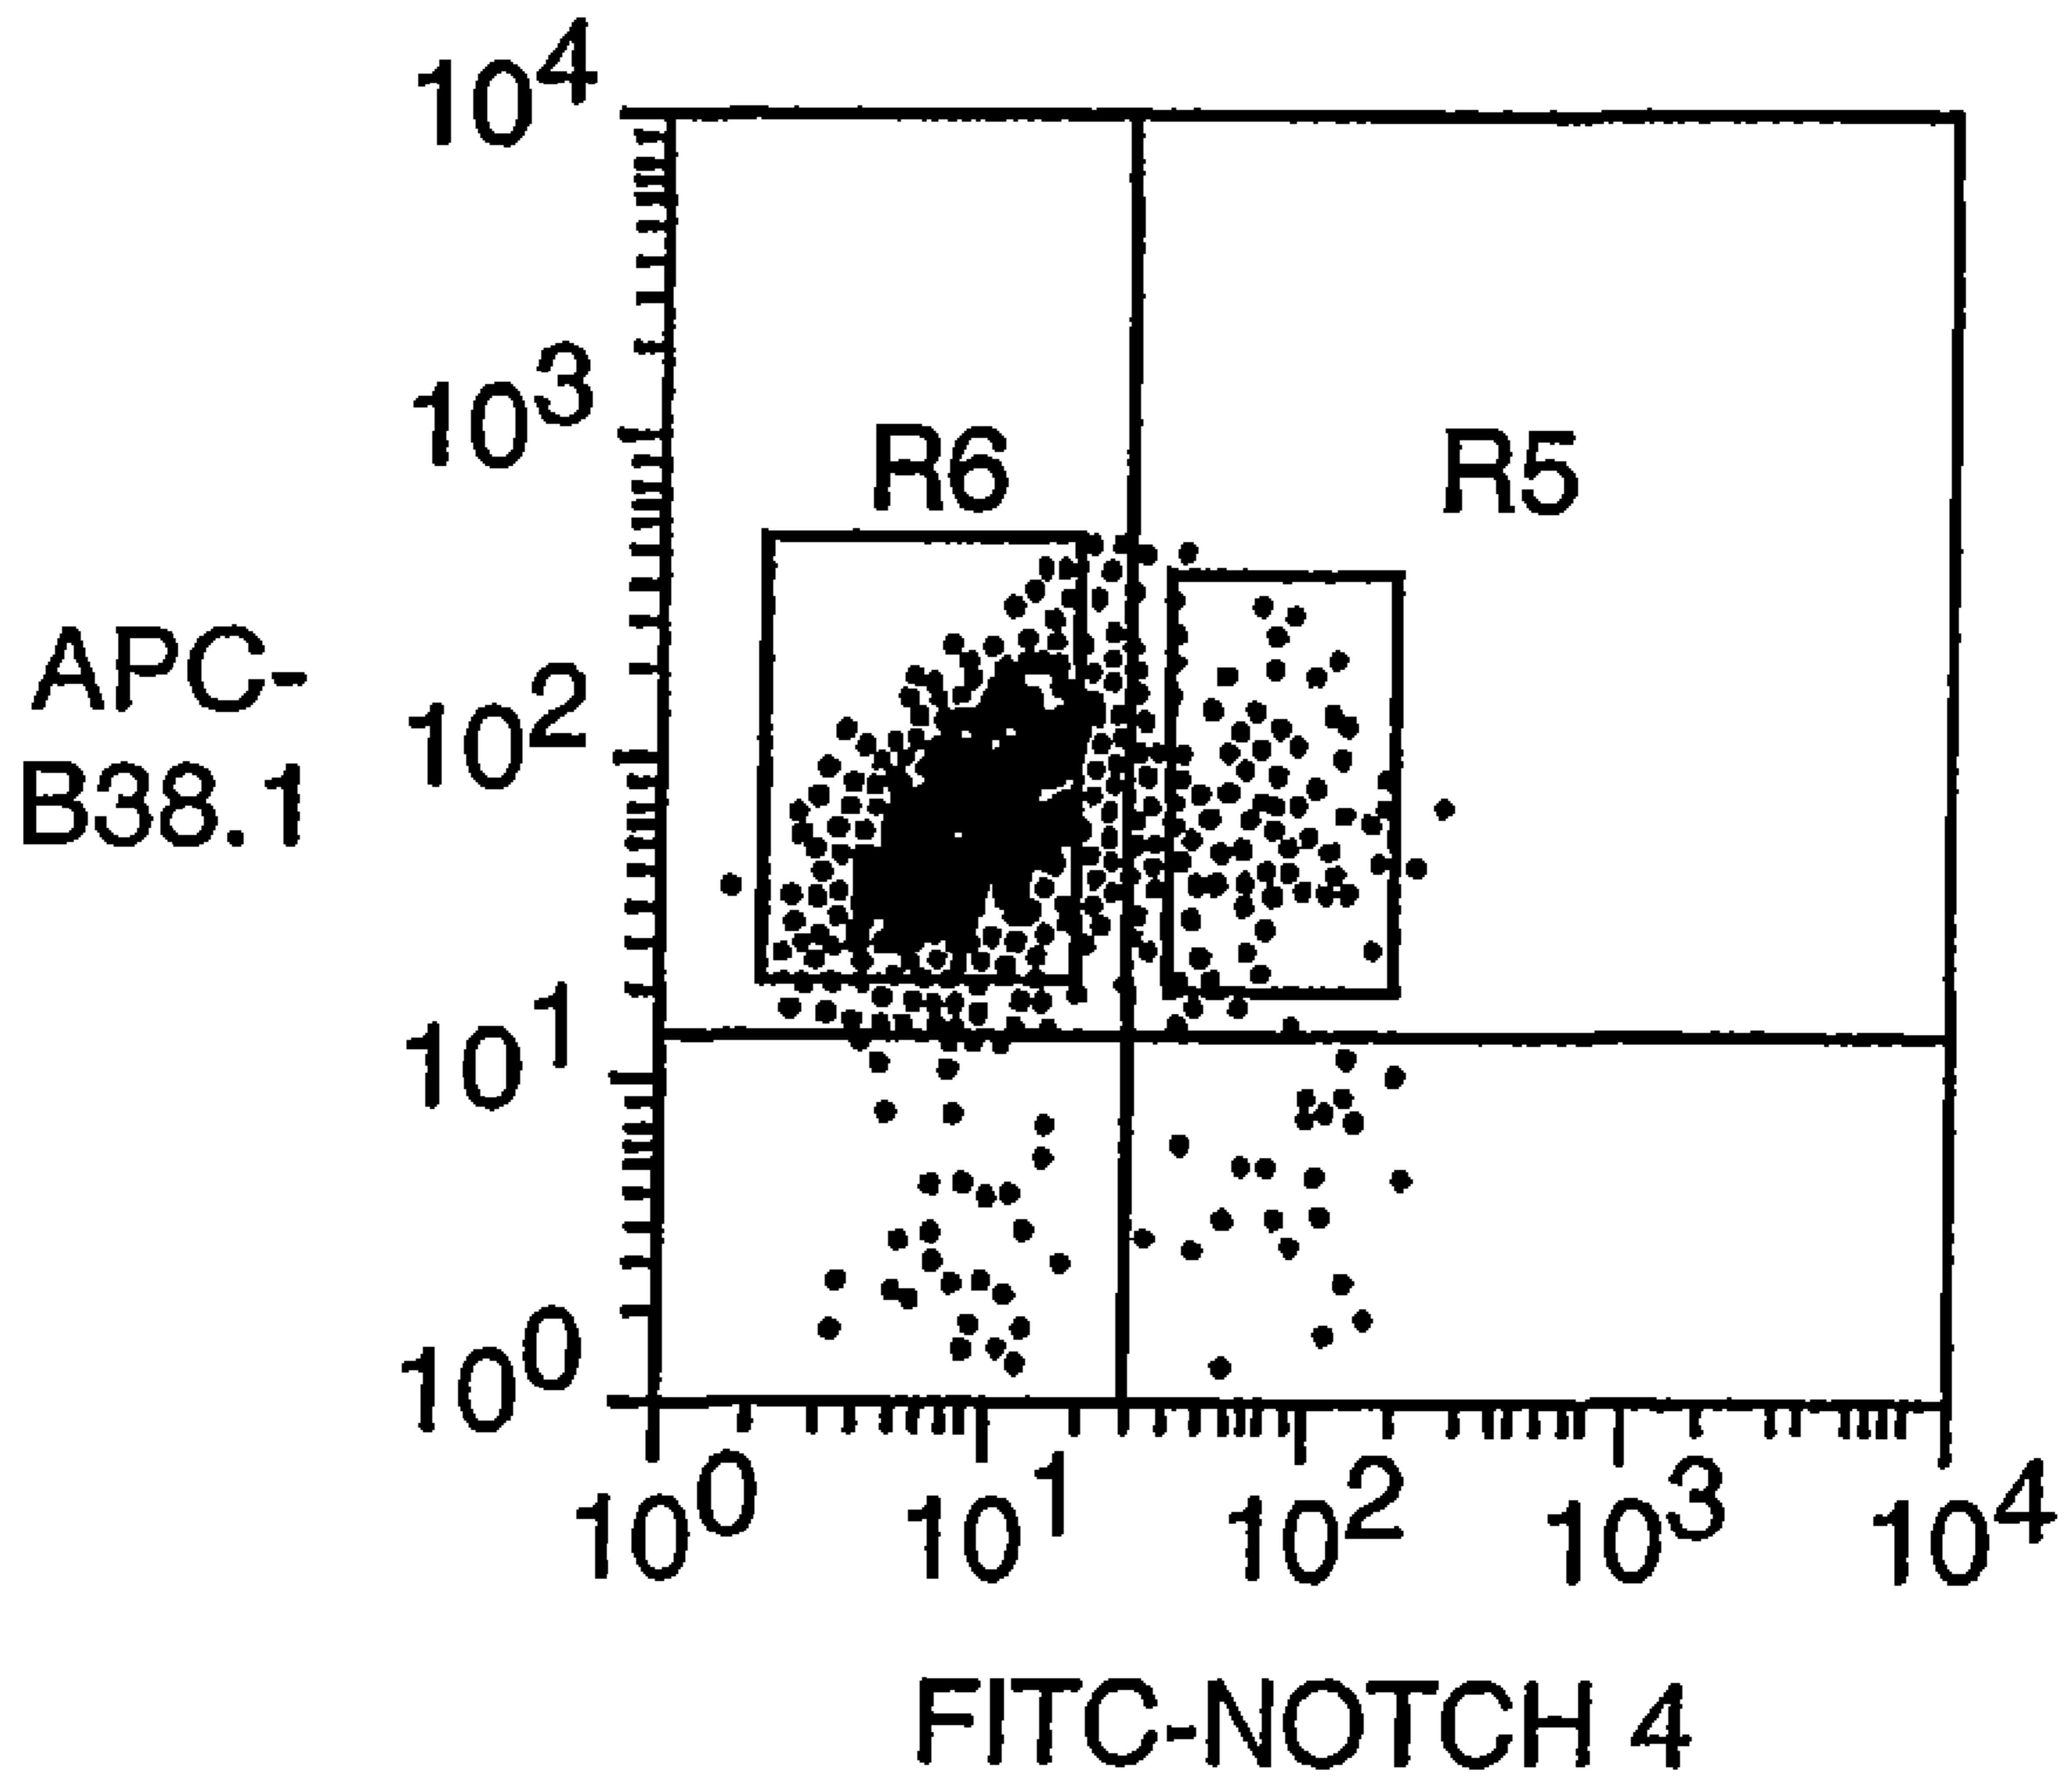 10⁴
10³
R6 R5
APC-
B38.1
10²
10¹
10⁰
10⁰ 10¹ 10² 10³ 10⁴
FITC-NOTCH 4